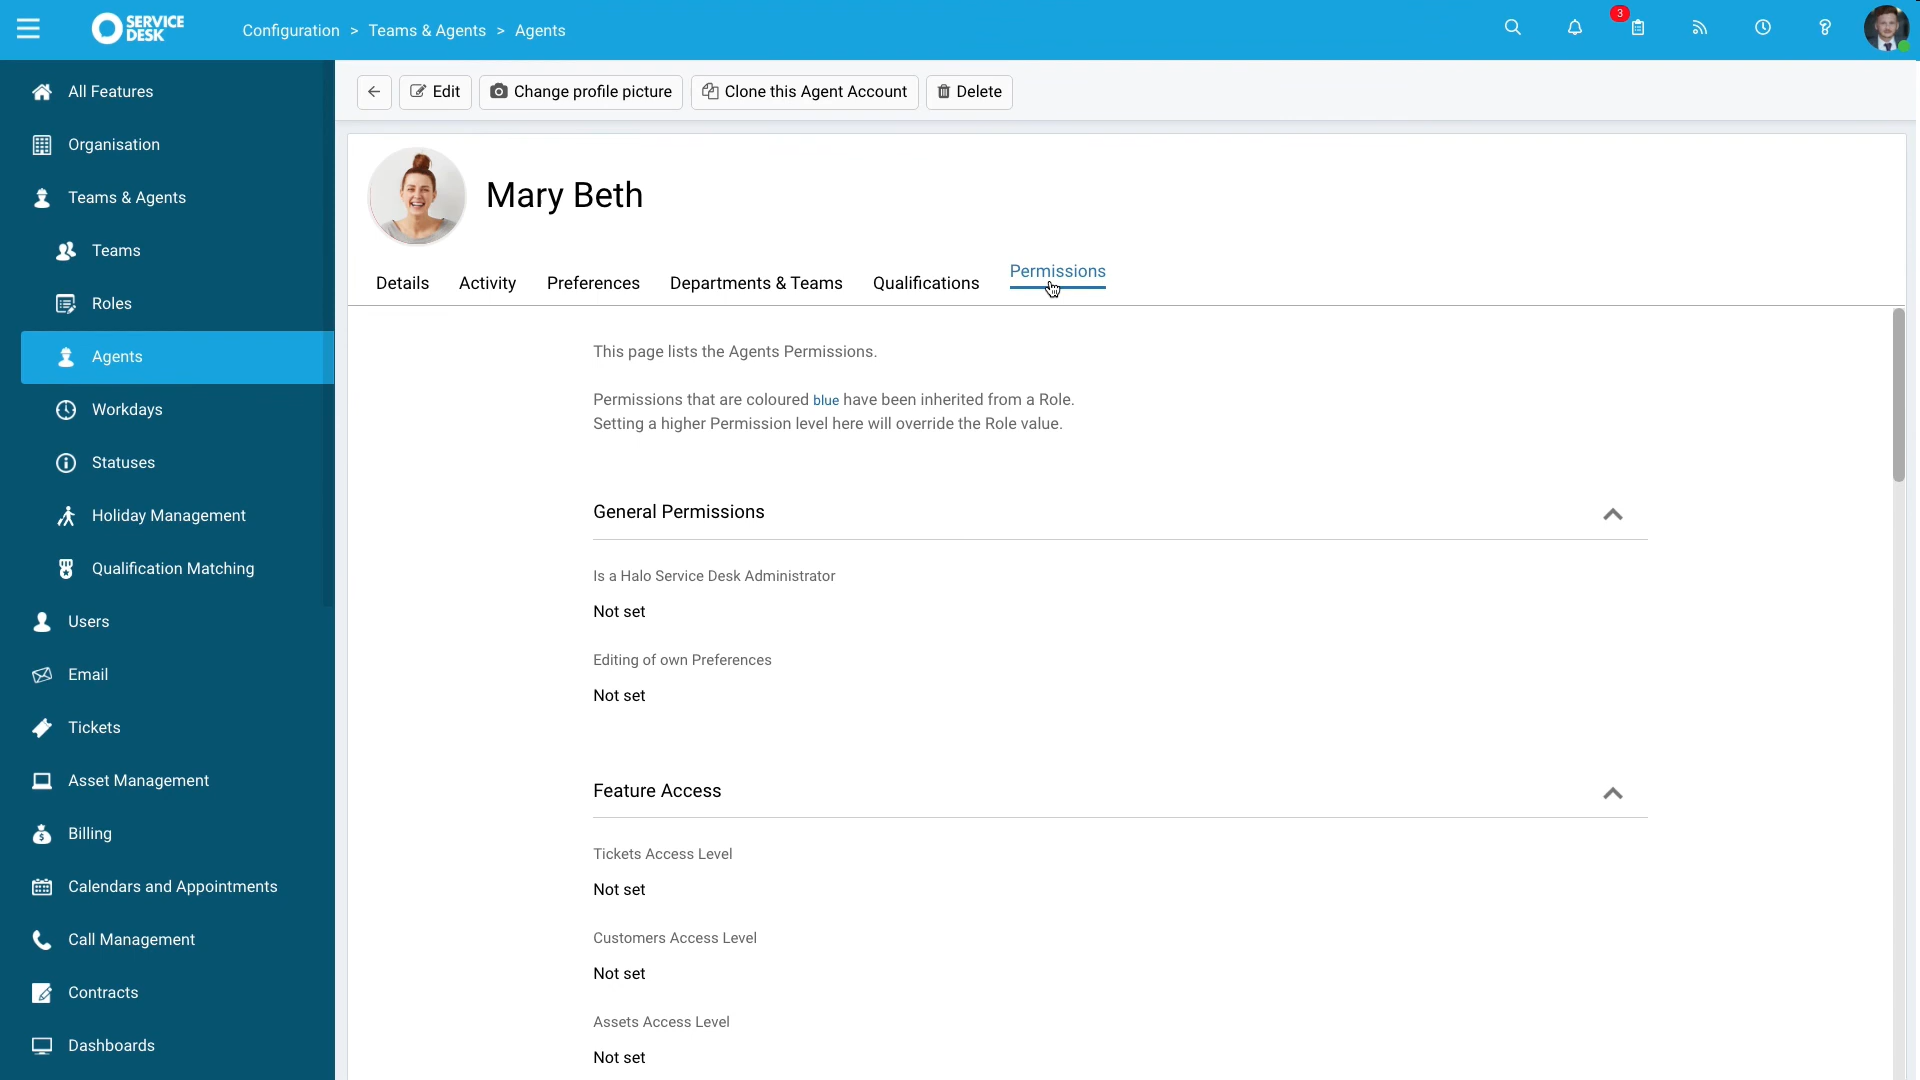 SERVICE
DESK
Configuration > Teams & Agents > Agents
3
All Features
Organisation
Teams & Agents
Teams
Roles
Agents
Workdays
Statuses
Holiday Management
Qualification Matching
Users
Email
Tickets
Asset Management
Billing
Calendars and Appointments
Call Management
Contracts
Dashboards
Edit
Change profile picture
Clone this Agent Account
Delete
Mary Beth
Details
Activity
Preferences
Departments & Teams
Qualifications
Permissions
This page lists the Agents Permissions.
Permissions that are coloured blue have been inherited from a Role.
Setting a higher Permission level here will override the Role value.
General Permissions
Is a Halo Service Desk Administrator
Not set
Editing of own Preferences
Not set
Feature Access
Tickets Access Level
Not set
Customers Access Level
Not set
Assets Access Level
Not set